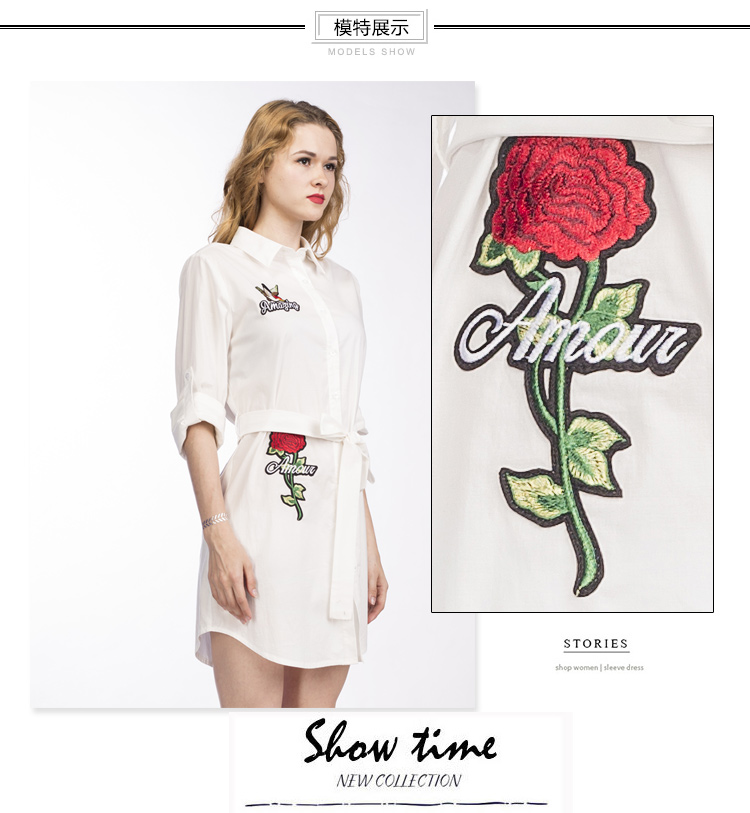 模特展示
MODELS SHOW
Amazing
Amour
Amour
STORIES
shop women | sleeve dress
Show time
NEW COLLECTION